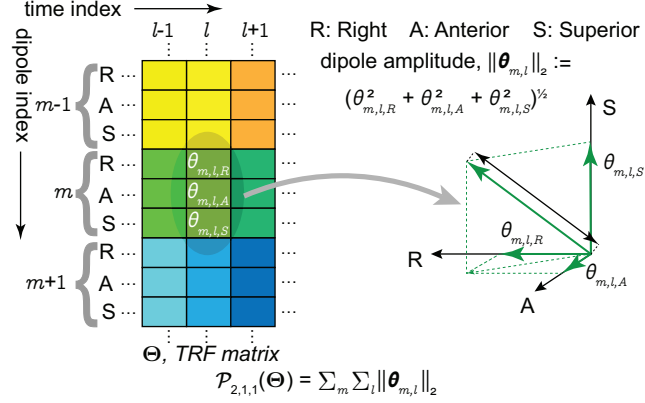 time index
l-1 l l+1
R: Right A: Anterior S: Superior
dipole amplitude, ‖θm,l‖2 :=
(θ²m,l,R + θ²m,l,A + θ²m,l,S)^½
dipole index
m-1
R ...
A ...
S ...
m
R ... θm,l,R
A ... θm,l,A
S ... θm,l,S
m+1
R ...
A ...
S ...
S
θm,l,S
θm,l,R
R
θm,l,A
A
Θ, TRF matrix
𝒫2,1,1(Θ) = ∑m ∑l‖θm,l‖2